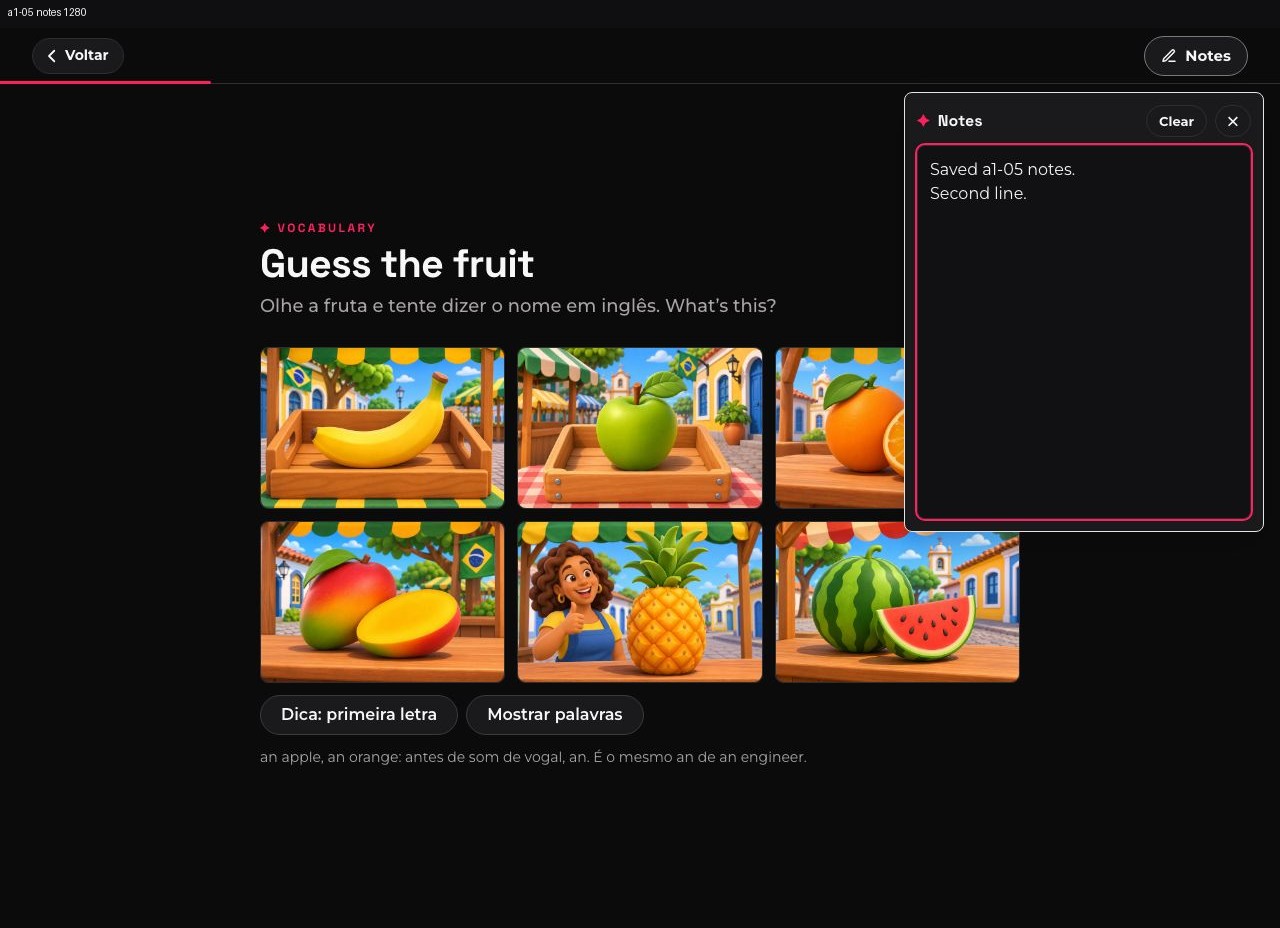 a1-05 notes 1280
Voltar
Notes
Notes
Clear
Saved a1-05 notes.
Second line.
VOCABULARY
Guess the fruit
Olhe a fruta e tente dizer o nome em inglês. What’s this?
Dica: primeira letra
Mostrar palavras
an apple, an orange: antes de som de vogal, an. É o mesmo an de an engineer.